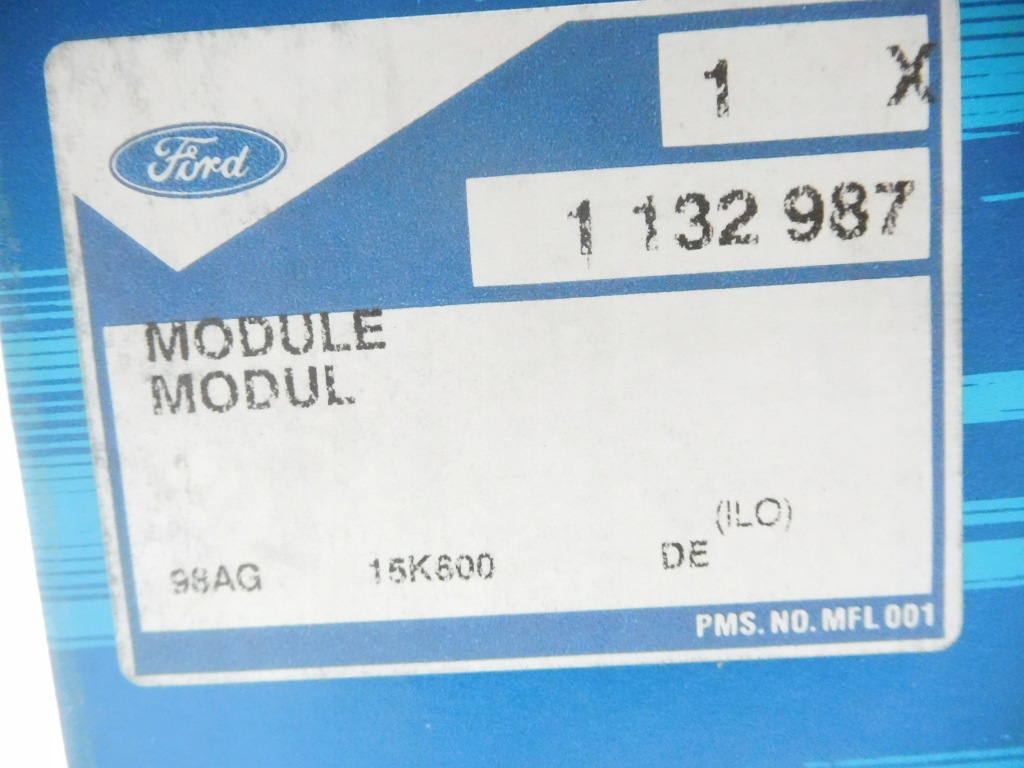 Ford
1 X
1 132 987
MODULE
MODUL
(ILO)
98AG 15K600 DE
PMS. NO. MFL 001